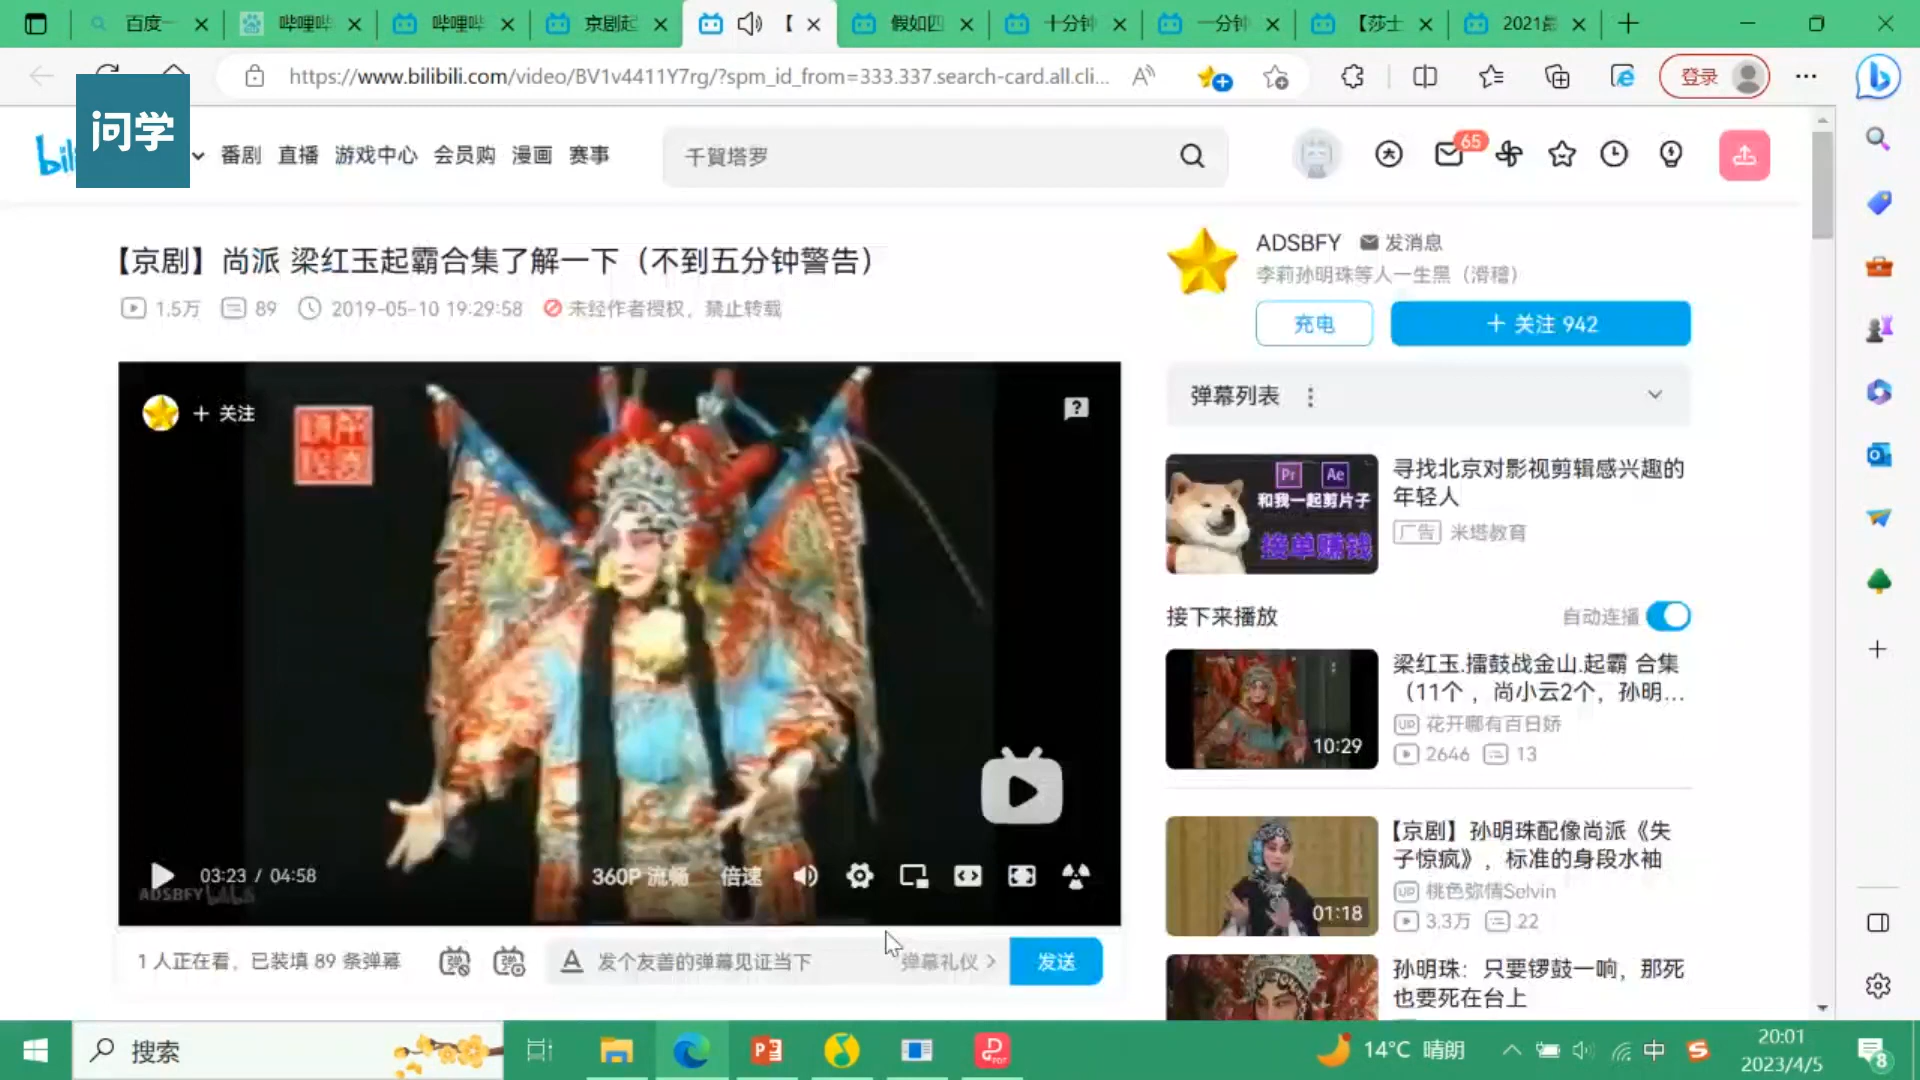 百度一
哔哩哔
哔哩哔
京剧起
【
假如四
十分钟
一分钟
【莎士
2021最
https://www.bilibili.com/video/BV1v4411Y7rg/?spm_id_from=333.337.search-card.all.cli...
登录
问学
番剧
直播
游戏中心
会员购
漫画
赛事
千賀塔罗
65
【京剧】尚派 梁红玉起霸合集了解一下（不到五分钟警告）
1.5万
89
2019-05-10 19:29:58
未经作者授权，禁止转载
ADSBFY
发消息
李莉孙明珠等人一生黑（滑稽）
充电
+ 关注 942
+ 关注
弹幕列表
Pr
Ae
和我一起剪片子
接单赚钱
寻找北京对影视剪辑感兴趣的
年轻人
广告
米塔教育
接下来播放
自动连播
10:29
梁红玉.擂鼓战金山.起霸 合集
（11个，尚小云2个，孙明...
UP 花开哪有百日娇
2646
13
01:18
【京剧】孙明珠配像尚派《失
子惊疯》，标准的身段水袖
UP 桃色弥情Selvin
3.3万
22
孙明珠：只要锣鼓一响，那死
也要死在台上
03:23 / 04:58
360P 流畅
倍速
ADSBFY
1 人正在看，已装填 89 条弹幕
A
发个友善的弹幕见证当下
弹幕礼仪 >
发送
搜索
14°C 晴朗
中
20:01
2023/4/5
8